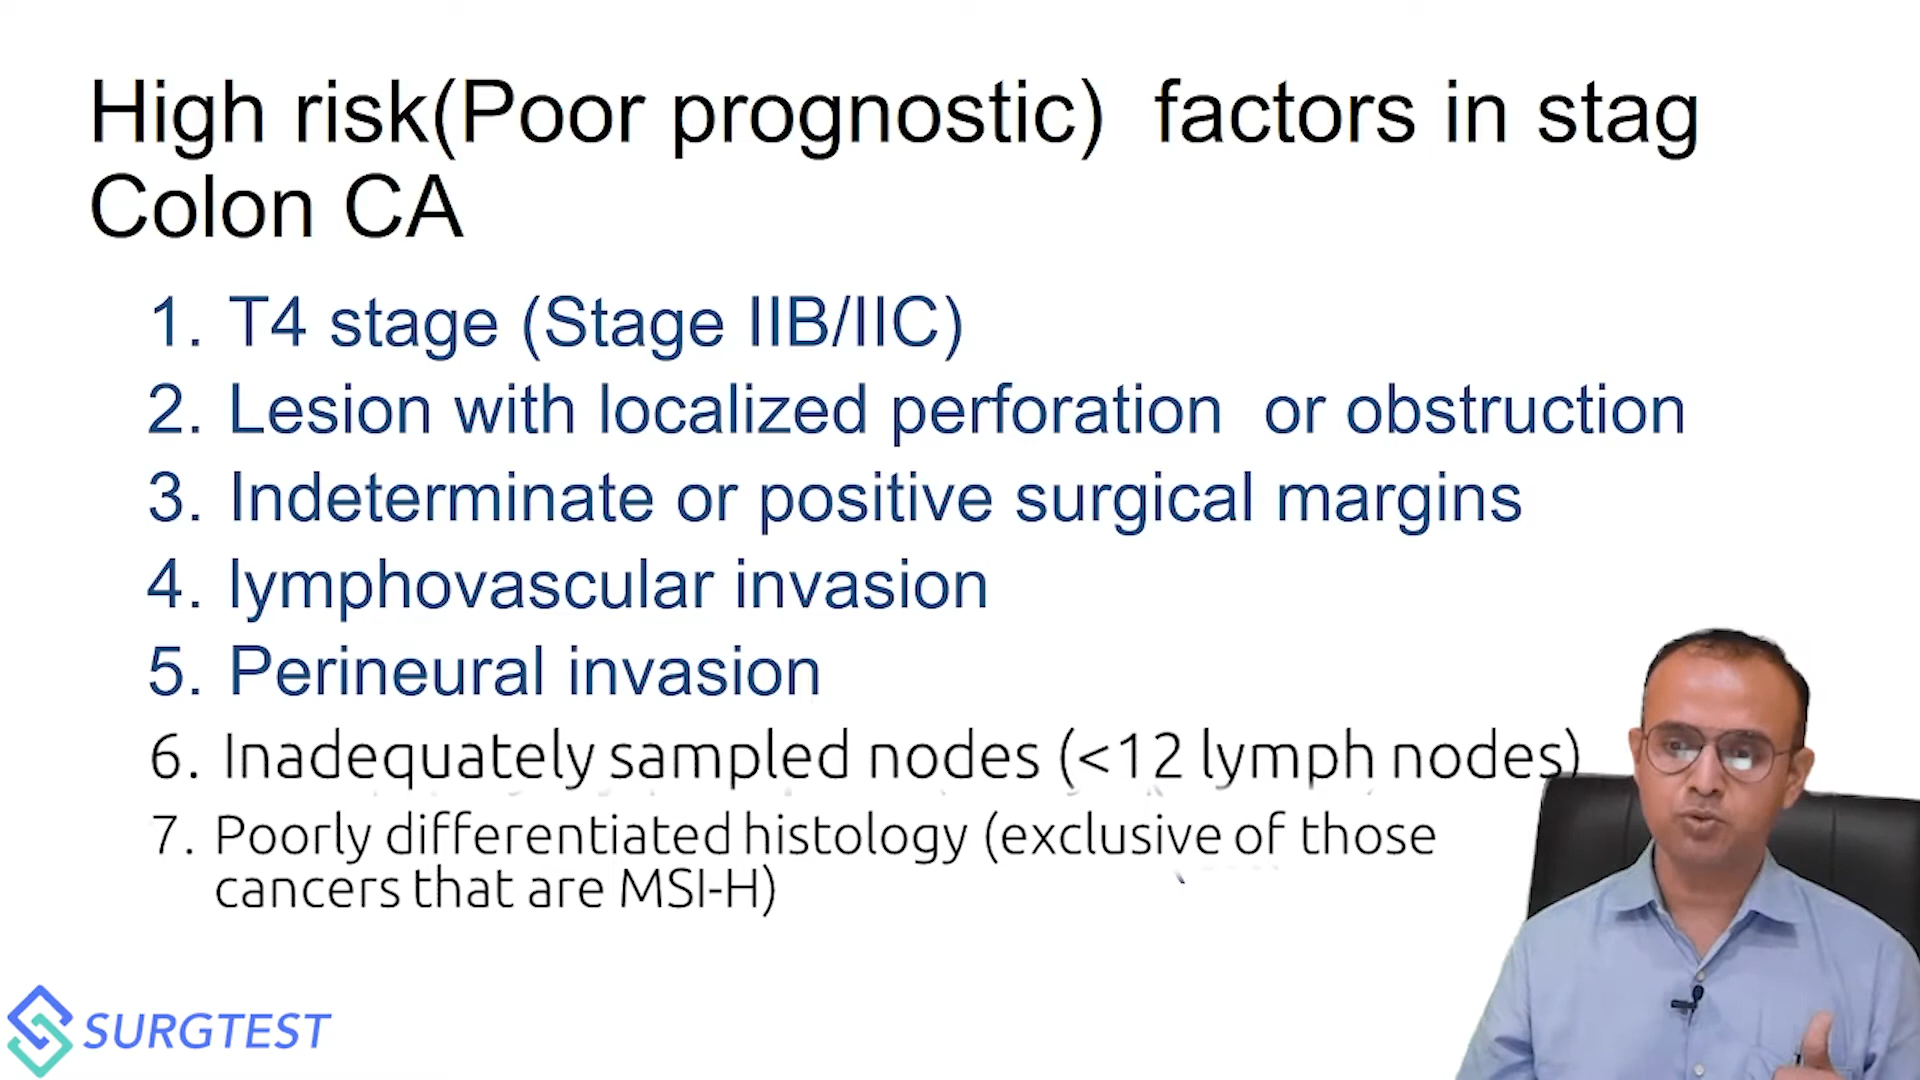 High risk(Poor prognostic) factors in stag
Colon CA
1. T4 stage (Stage IIB/IIC)
2. Lesion with localized perforation or obstruction
3. Indeterminate or positive surgical margins
4. lymphovascular invasion
5. Perineural invasion
6. Inadequately sampled nodes (<12 lymph nodes)
7. Poorly differentiated histology (exclusive of those
cancers that are MSI-H)
SURGTEST